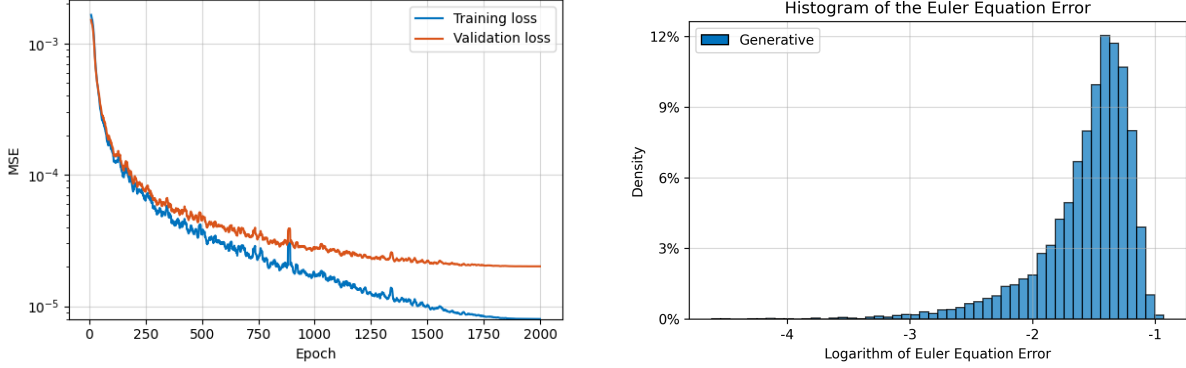 10⁻³
10⁻⁴
10⁻⁵
MSE
0
250
500
750
1000
1250
1500
1750
2000
Epoch
Training loss
Validation loss
Histogram of the Euler Equation Error
Generative
12%
9%
6%
3%
0%
Density
-4
-3
-2
-1
Logarithm of Euler Equation Error